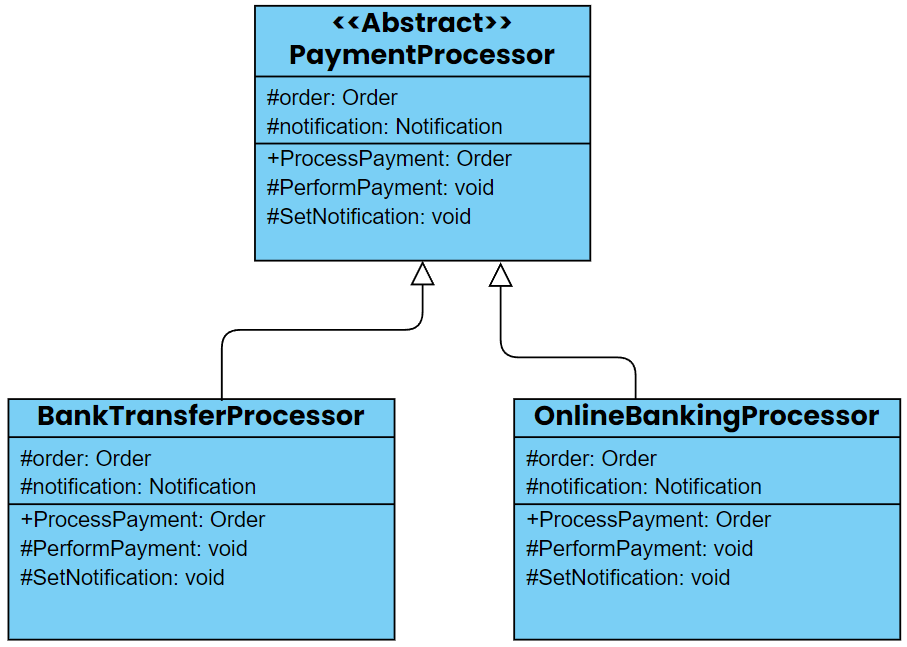 <<Abstract>>
PaymentProcessor
#order: Order
#notification: Notification
+ProcessPayment: Order
#PerformPayment: void
#SetNotification: void
BankTransferProcessor
#order: Order
#notification: Notification
+ProcessPayment: Order
#PerformPayment: void
#SetNotification: void
OnlineBankingProcessor
#order: Order
#notification: Notification
+ProcessPayment: Order
#PerformPayment: void
#SetNotification: void